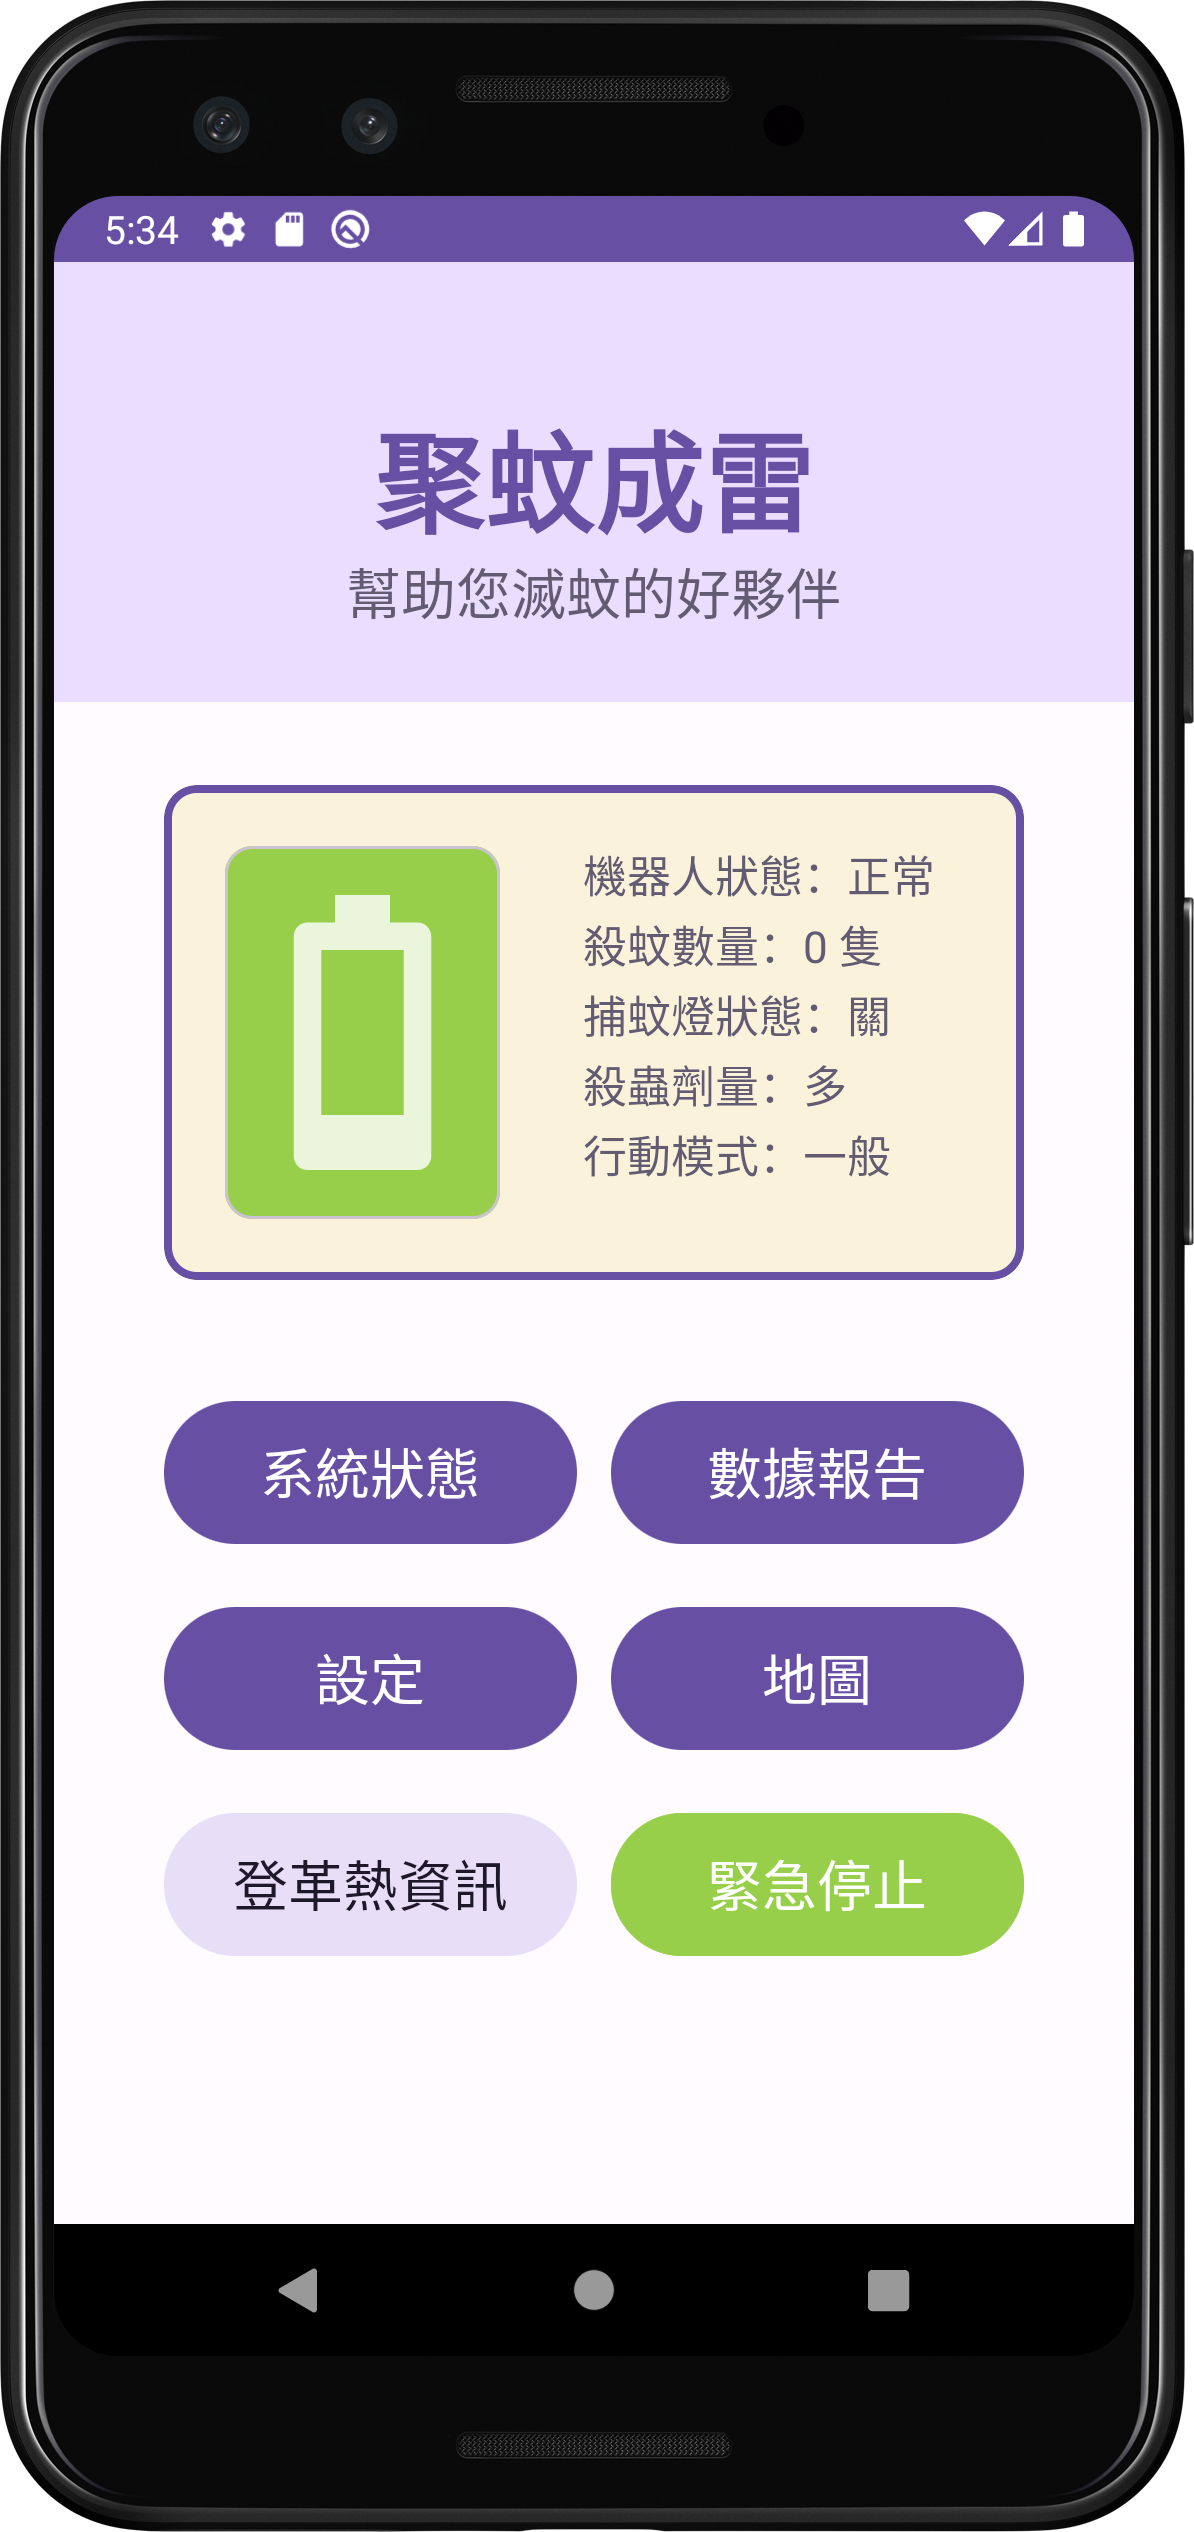 5:34
聚蚊成雷
幫助您滅蚊的好夥伴
機器人狀態：正常
殺蚊數量：0 隻
捕蚊燈狀態：關
殺蟲劑量：多
行動模式：一般
系統狀態
數據報告
設定
地圖
登革熱資訊
緊急停止